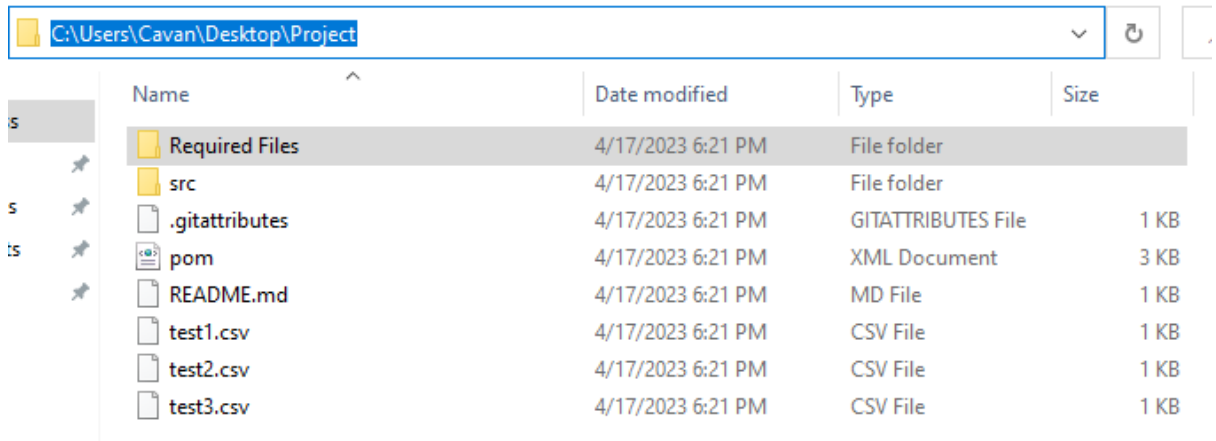 C:\Users\Cavan\Desktop\Project
Name Date modified Type Size
Required Files 4/17/2023 6:21 PM File folder
src 4/17/2023 6:21 PM File folder
.gitattributes 4/17/2023 6:21 PM GITATTRIBUTES File 1 KB
pom 4/17/2023 6:21 PM XML Document 3 KB
README.md 4/17/2023 6:21 PM MD File 1 KB
test1.csv 4/17/2023 6:21 PM CSV File 1 KB
test2.csv 4/17/2023 6:21 PM CSV File 1 KB
test3.csv 4/17/2023 6:21 PM CSV File 1 KB